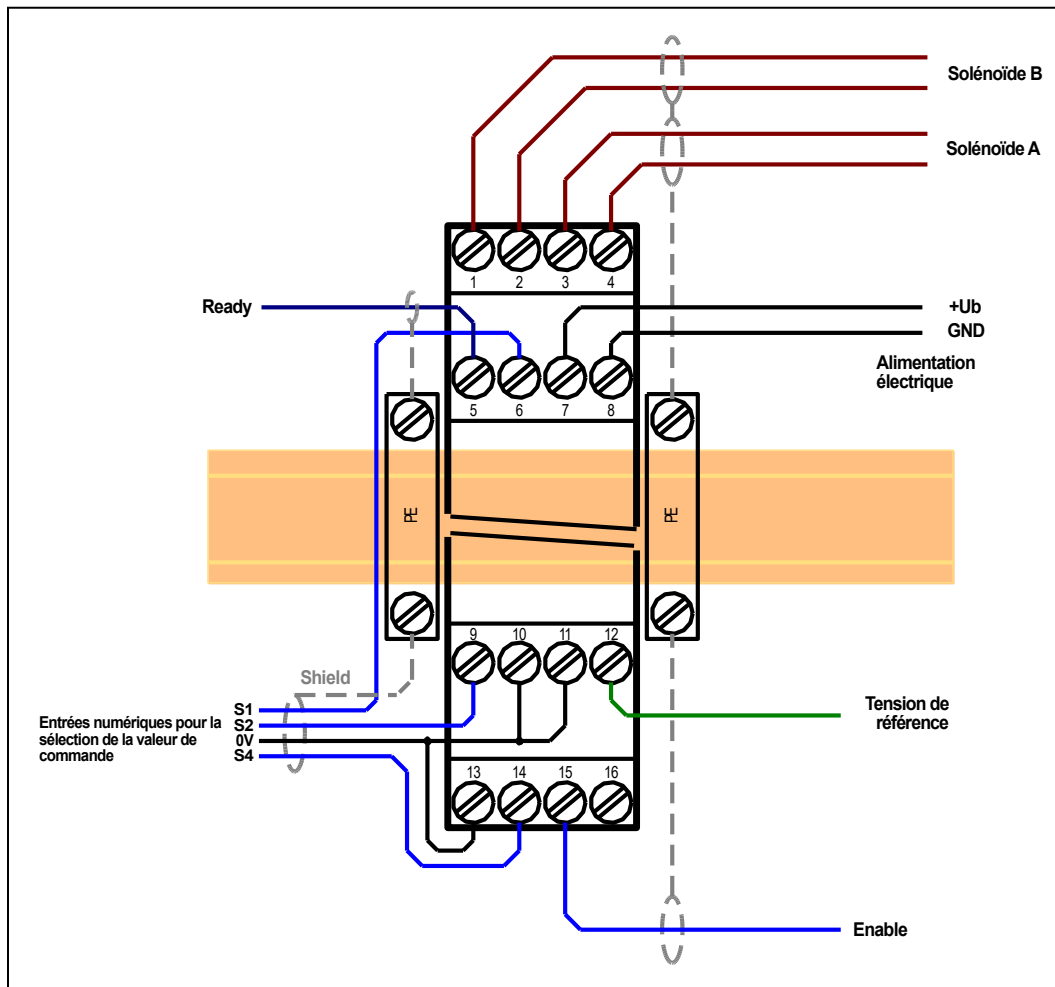 Solénoïde B
Solénoïde A
1 2 3 4
Ready
+Ub
GND
Alimentation
électrique
5 6 7 8
PE
PE
9 10 11 12
Shield
S1
S2
0V
S4
Entrées numériques pour la
sélection de la valeur de
commande
Tension de
référence
13 14 15 16
Enable